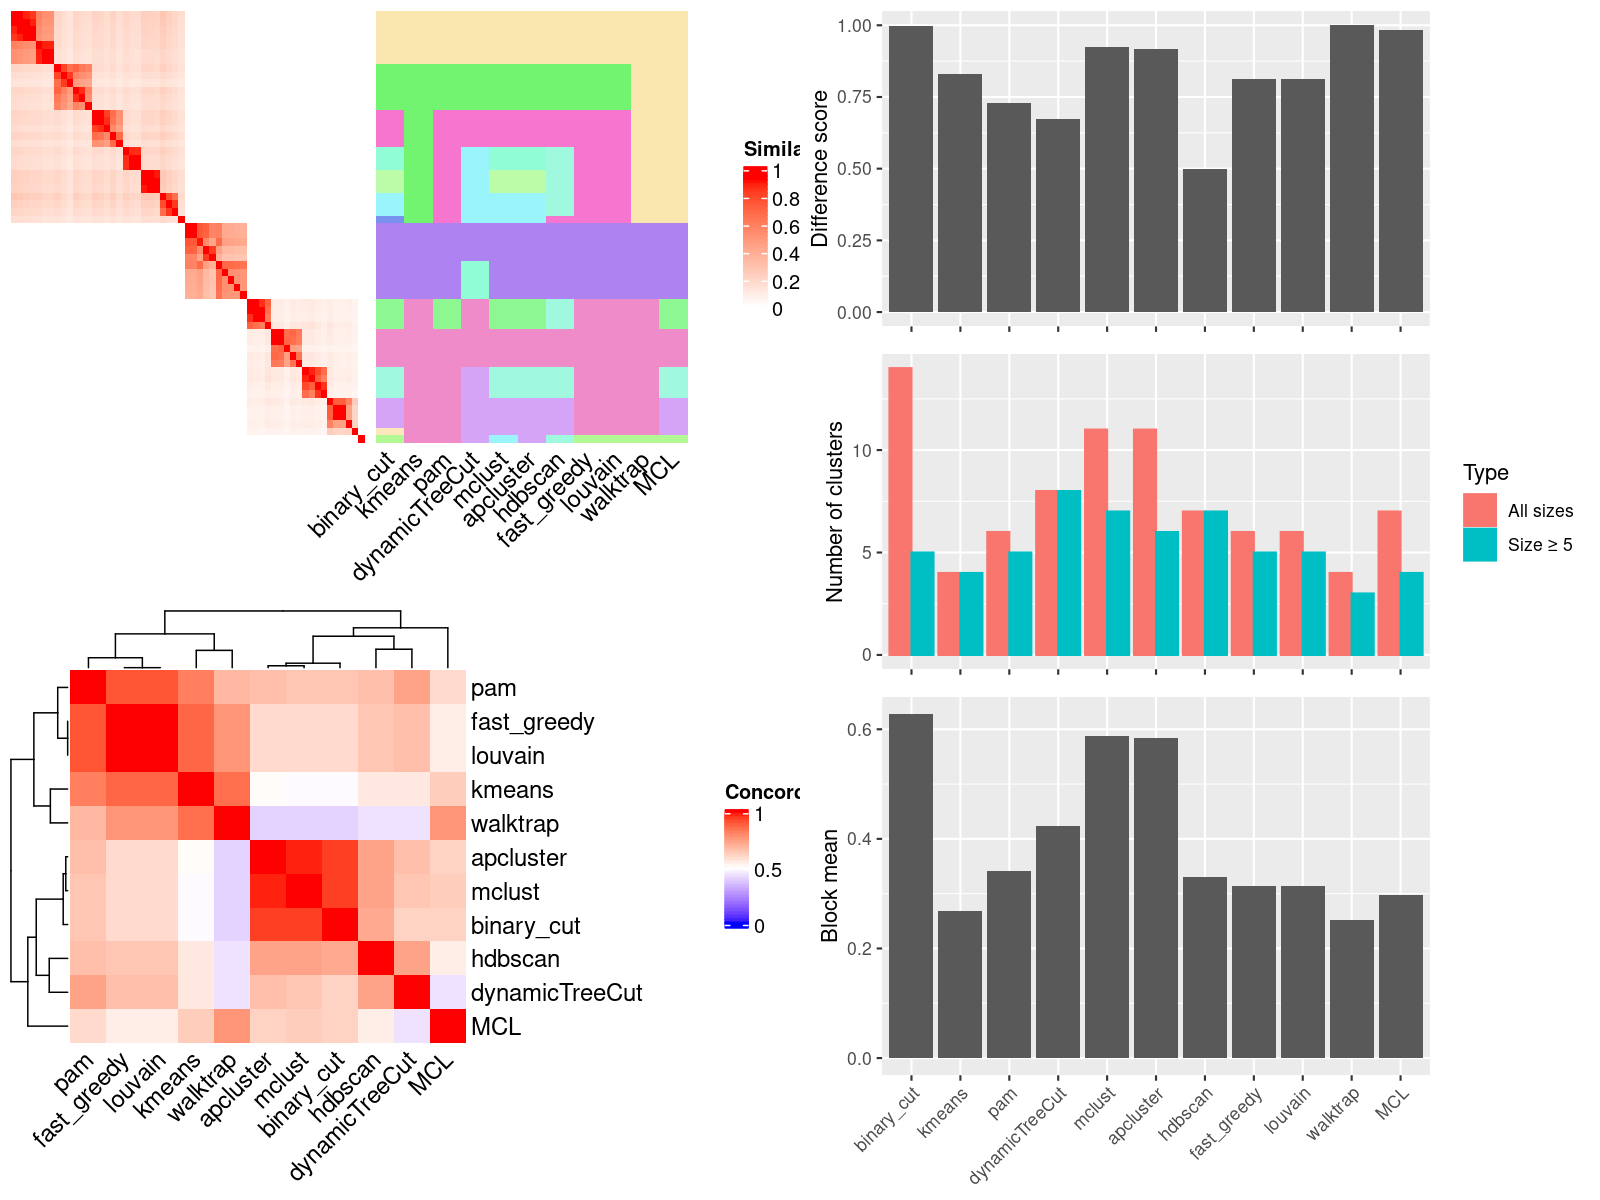 Simila
1
0.8
0.6
0.4
0.2
0
binary_cut
kmeans
pam
dynamicTreeCut
mclust
apcluster
hdbscan
fast_greedy
louvain
walktrap
MCL
pam
fast_greedy
louvain
kmeans
walktrap
apcluster
mclust
binary_cut
hdbscan
dynamicTreeCut
MCL
Concord
1
0.5
0
pam
fast_greedy
louvain
kmeans
walktrap
apcluster
mclust
binary_cut
hdbscan
dynamicTreeCut
MCL
Difference score
1.00
0.75
0.50
0.25
0.00
Number of clusters
10
5
0
Type
All sizes
Size ≥ 5
Block mean
0.6
0.4
0.2
0.0
binary_cut
kmeans
pam
dynamicTreeCut
mclust
apcluster
hdbscan
fast_greedy
louvain
walktrap
MCL